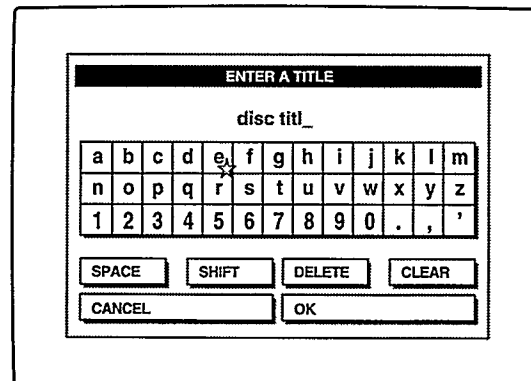 ENTER A TITLE
disc titl_
a b c d e f g h i j k l m
n o p q r s t u v w x y z
1 2 3 4 5 6 7 8 9 0 . , '
SPACE SHIFT DELETE CLEAR
CANCEL OK